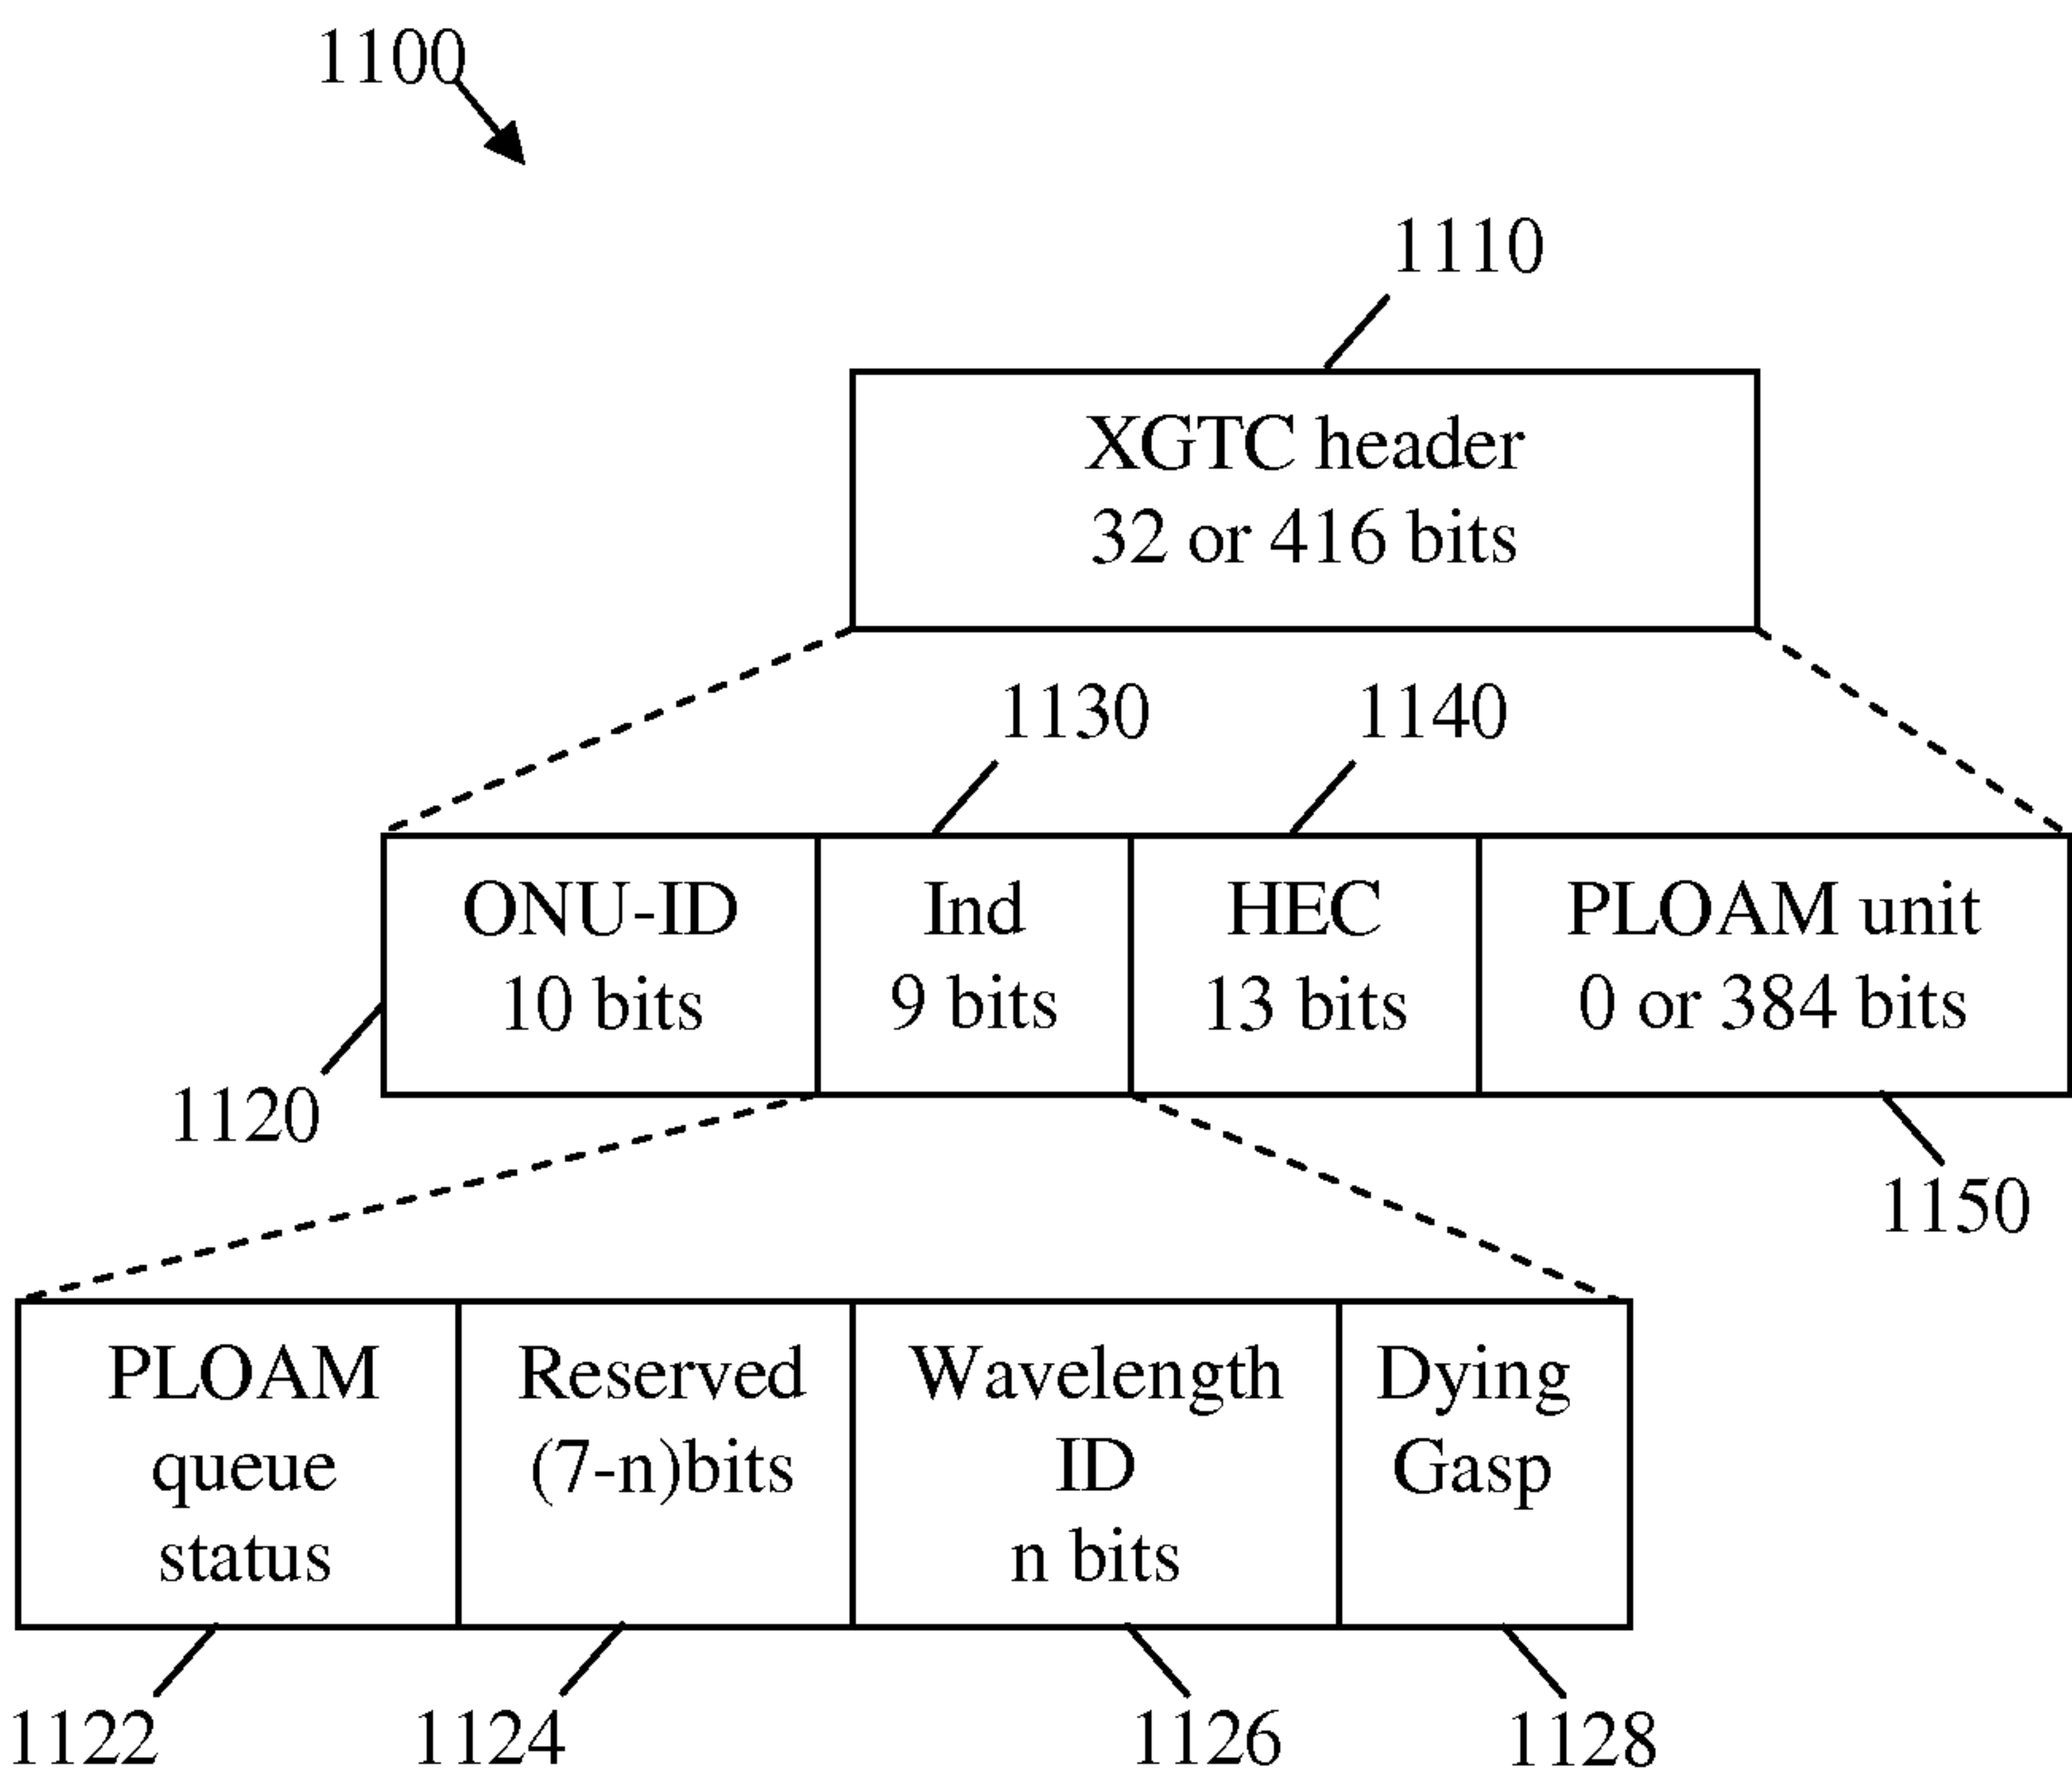 1100
1110
XGTC header
32 or 416 bits
1130
1140
ONU-ID
10 bits
Ind
9 bits
HEC
13 bits
PLOAM unit
0 or 384 bits
1120
1150
PLOAM
queue
status
Reserved
(7-n)bits
Wavelength
ID
n bits
Dying
Gasp
1122
1124
1126
1128